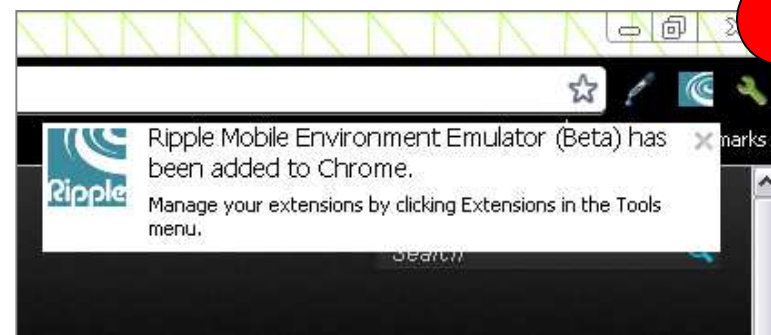 Ripple Mobile Environment Emulator (Beta) has
been added to Chrome.
Ripple
Manage your extensions by clicking Extensions in the Tools
menu.
marks
Search